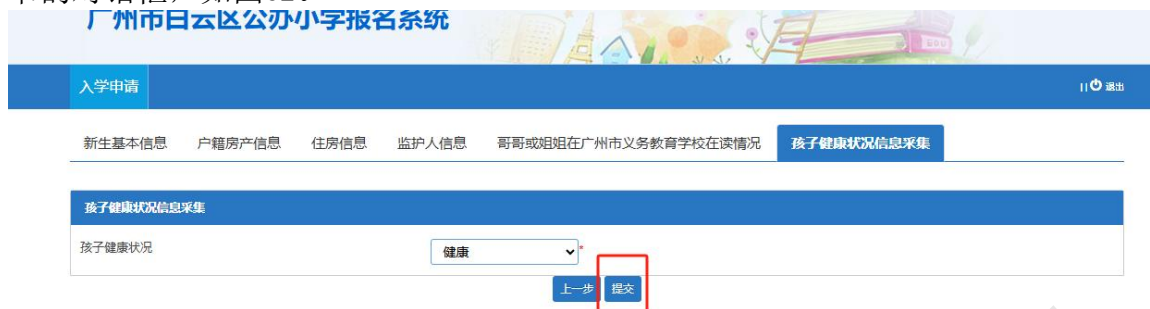 广州市白云区公办小学报名系统
入学申请
|| 退出
新生基本信息 户籍房产信息 住房信息 监护人信息 哥哥或姐姐在广州市义务教育学校在读情况 孩子健康状况信息采集
孩子健康状况信息采集
孩子健康状况 健康 *
上一步 提交